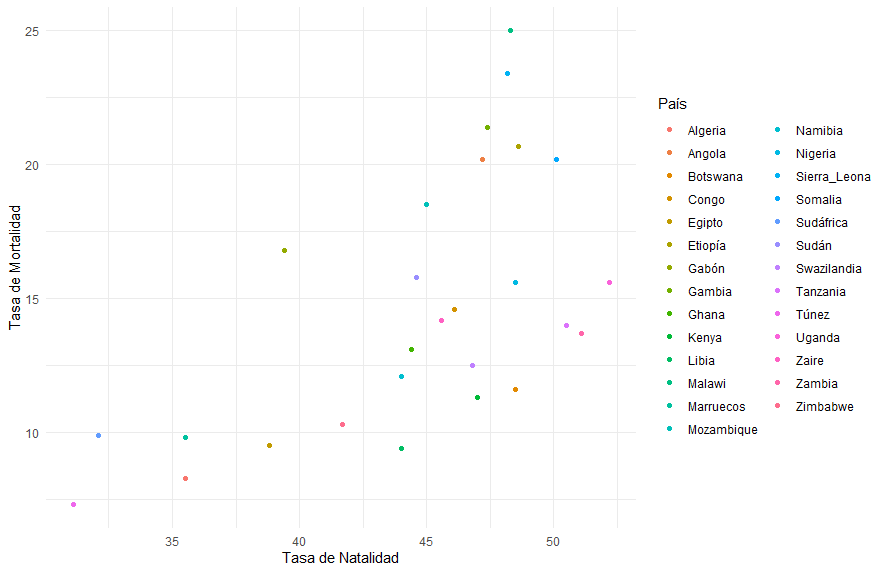 25
20
15
10
Tasa de Mortalidad
35
40
45
50
Tasa de Natalidad
País
Algeria
Angola
Botswana
Congo
Egipto
Etiopía
Gabón
Gambia
Ghana
Kenya
Libia
Malawi
Marruecos
Mozambique
Namibia
Nigeria
Sierra_Leona
Somalia
Sudáfrica
Sudán
Swazilandia
Tanzania
Túnez
Uganda
Zaire
Zambia
Zimbabwe